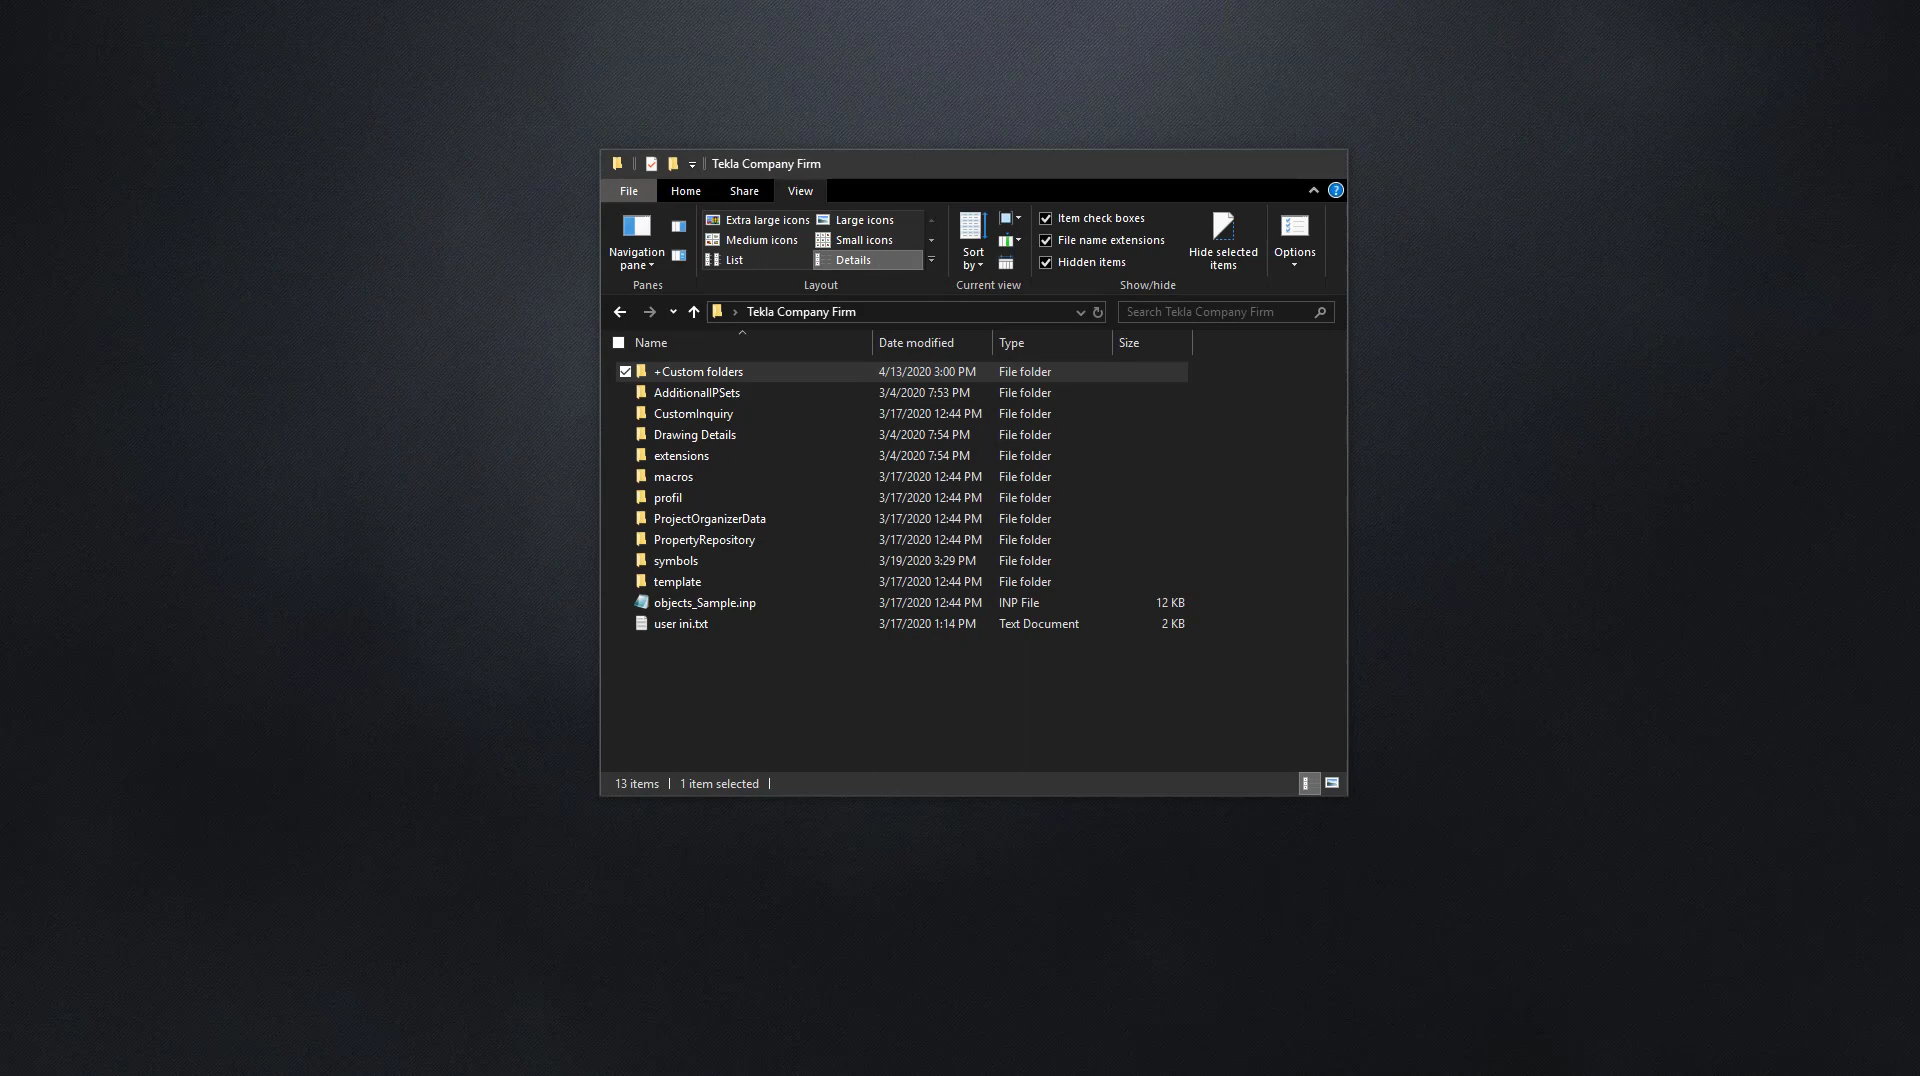 Tekla Company Firm
File Home Share View
Navigation pane
Panes
Extra large icons Large icons
Medium icons Small icons
List Details
Layout
Sort by
Current view
Item check boxes
File name extensions
Hidden items
Hide selected items
Show/hide
Options
Tekla Company Firm
Search Tekla Company Firm
Name Date modified Type Size
+Custom folders 4/13/2020 3:00 PM File folder
AdditionalIPSets 3/4/2020 7:53 PM File folder
CustomInquiry 3/17/2020 12:44 PM File folder
Drawing Details 3/4/2020 7:54 PM File folder
extensions 3/4/2020 7:54 PM File folder
macros 3/17/2020 12:44 PM File folder
profil 3/17/2020 12:44 PM File folder
ProjectOrganizerData 3/17/2020 12:44 PM File folder
PropertyRepository 3/17/2020 12:44 PM File folder
symbols 3/19/2020 3:29 PM File folder
template 3/17/2020 12:44 PM File folder
objects_Sample.inp 3/17/2020 12:44 PM INP File 12 KB
user ini.txt 3/17/2020 1:14 PM Text Document 2 KB
13 items 1 item selected